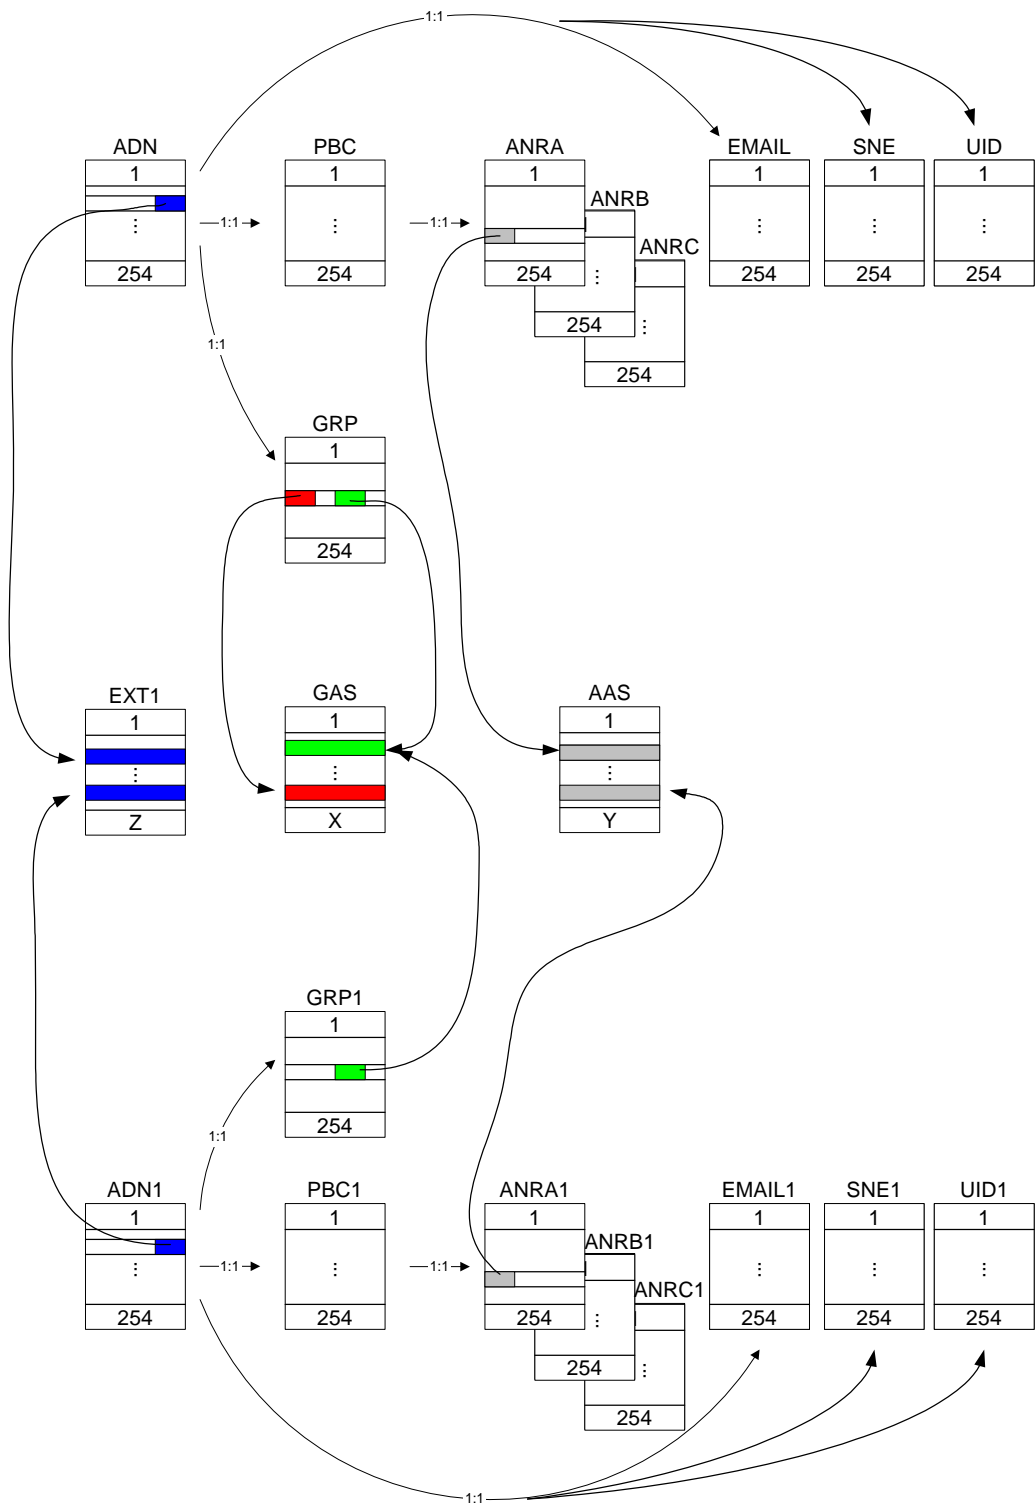 1:1
ADN PBC ANRA EMAIL SNE UID
1 1 1 1 1 1
ANRB
⋮ 1:1 ⋮ 1:1 ⋮ ⋮ ⋮
ANRC
254 254 254 ⋮ 254 254 254
254 ⋮
1:1
254
GRP
1
254
EXT1 GAS AAS
1 1 1
⋮ ⋮ ⋮
Z X Y
GRP1
1
254
1:1
ADN1 PBC1 ANRA1 EMAIL1 SNE1 UID1
1 1 1 1 1 1
ANRB1
⋮ 1:1 ⋮ 1:1 ⋮ ⋮ ⋮
ANRC1
254 254 254 ⋮ 254 254 254
254 ⋮
254
1:1